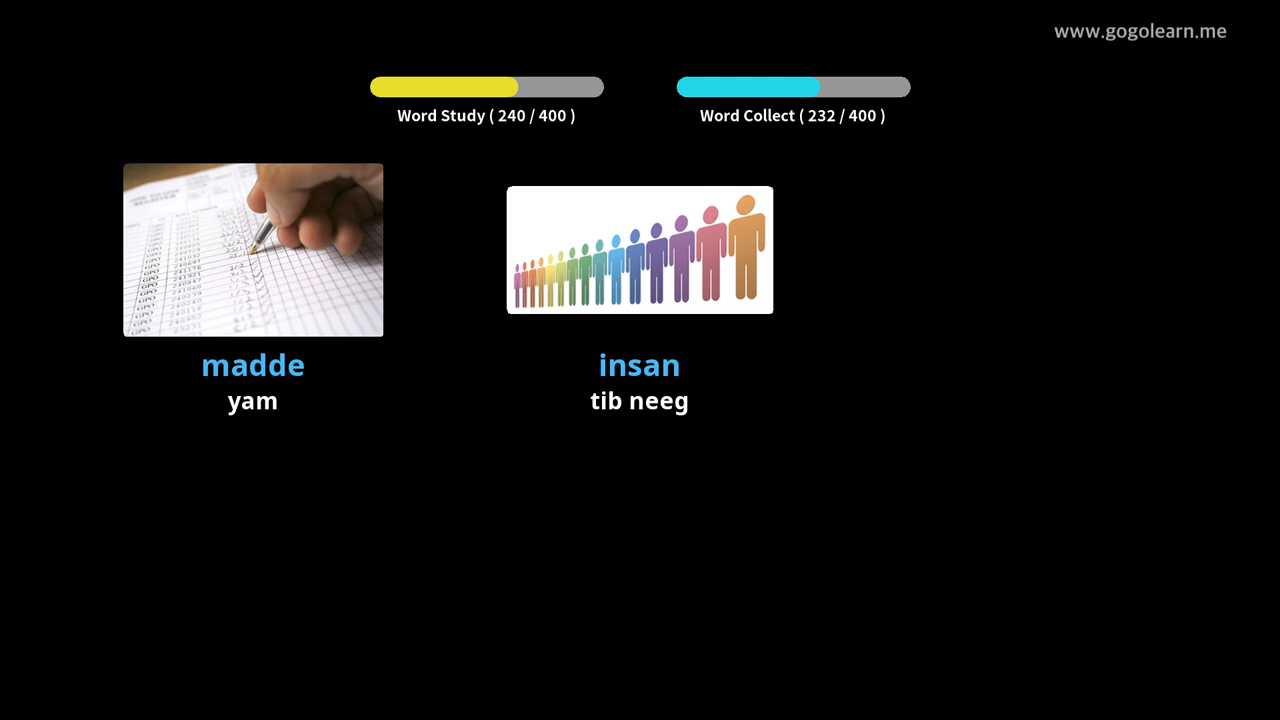 www.gogolearn.me
Word Study ( 240 / 400 )
Word Collect ( 232 / 400 )
madde
yam
insan
tib neeg